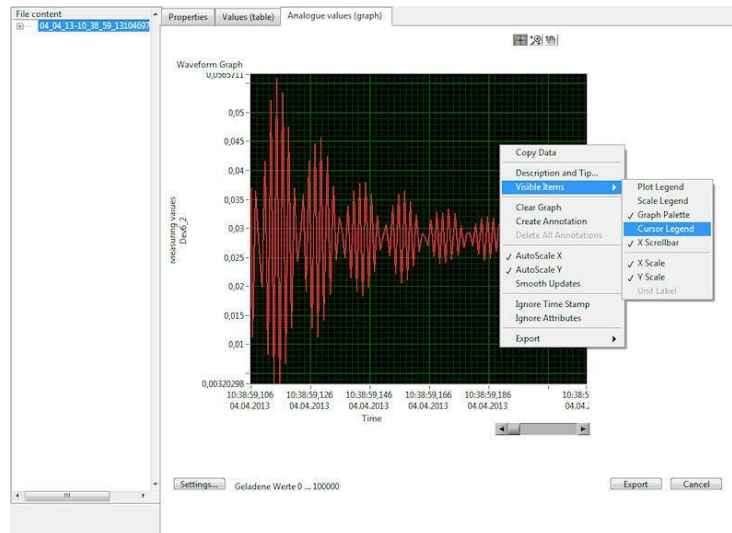 File content
04_04_13-10_38_59_13104697
Properties
Values (table)
Analogue values (graph)
Waveform Graph
0,0565711
0,05
0,045
0,04
0,035
0,03
0,025
0,02
0,015
0,01
0,00320298
Measuring values
Dev6_2
10:38:59,106 10:38:59,126 10:38:59,146 10:38:59,166 10:38:59,186 10:38:5
04.04.2013 04.04.2013 04.04.2013 04.04.2013 04.04.2013 04.04.2
Time
Copy Data
Description and Tip...
Visible Items
Clear Graph
Create Annotation
Delete All Annotations
AutoScale X
AutoScale Y
Smooth Updates
Ignore Time Stamp
Ignore Attributes
Export
Plot Legend
Scale Legend
Graph Palette
Cursor Legend
X Scrollbar
X Scale
Y Scale
Unit Label
Settings...
Geladene Werte 0 ... 100000
Export
Cancel